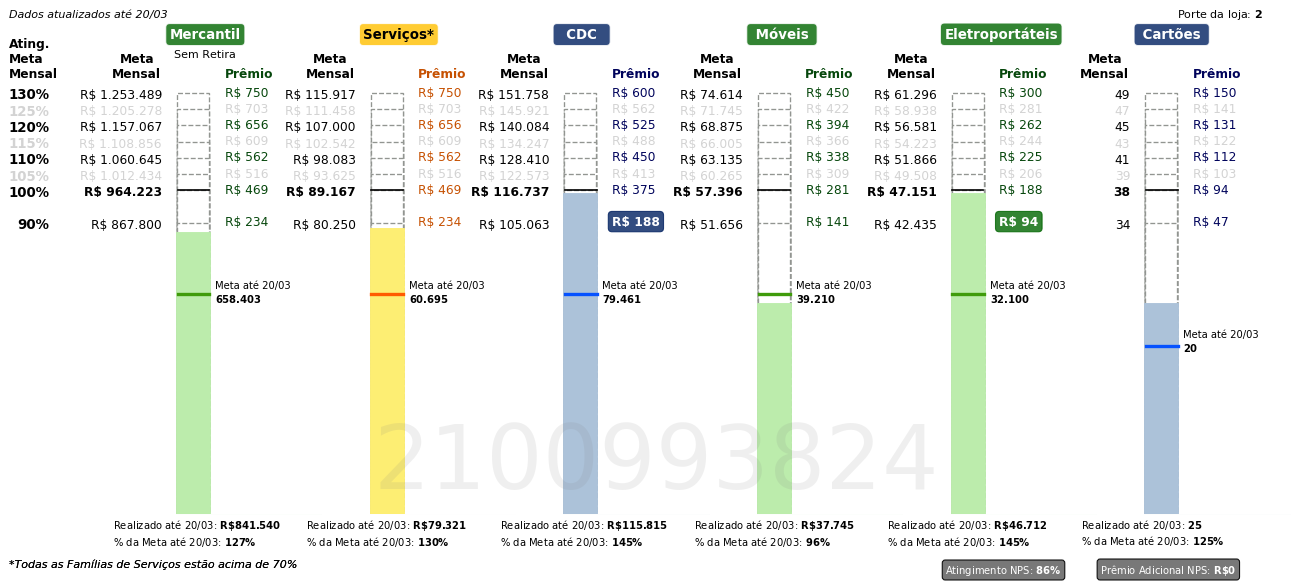 Dados atualizados até 20/03
Porte da loja: 2
Mercantil Serviços* CDC Móveis Eletroportáteis Cartões
Sem Retira
Ating. Meta Mensal
Meta Mensal Prêmio Meta Mensal Prêmio Meta Mensal Prêmio Meta Mensal Prêmio Meta Mensal Prêmio Meta Mensal Prêmio
130% R$ 1.253.489 R$ 750 R$ 115.917 R$ 750 R$ 151.758 R$ 600 R$ 74.614 R$ 450 R$ 61.296 R$ 300 49 R$ 150
125% R$ 1.205.278 R$ 703 R$ 111.458 R$ 703 R$ 145.921 R$ 562 R$ 71.745 R$ 422 R$ 58.938 R$ 281 47 R$ 141
120% R$ 1.157.067 R$ 656 R$ 107.000 R$ 656 R$ 140.084 R$ 525 R$ 68.875 R$ 394 R$ 56.581 R$ 262 45 R$ 131
115% R$ 1.108.856 R$ 609 R$ 102.542 R$ 609 R$ 134.247 R$ 488 R$ 66.005 R$ 366 R$ 54.223 R$ 244 43 R$ 122
110% R$ 1.060.645 R$ 562 R$ 98.083 R$ 562 R$ 128.410 R$ 450 R$ 63.135 R$ 338 R$ 51.866 R$ 225 41 R$ 112
105% R$ 1.012.434 R$ 516 R$ 93.625 R$ 516 R$ 122.573 R$ 413 R$ 60.265 R$ 309 R$ 49.508 R$ 206 39 R$ 103
100% R$ 964.223 R$ 469 R$ 89.167 R$ 469 R$ 116.737 R$ 375 R$ 57.396 R$ 281 R$ 47.151 R$ 188 38 R$ 94
90% R$ 867.800 R$ 234 R$ 80.250 R$ 234 R$ 105.063 R$ 188 R$ 51.656 R$ 141 R$ 42.435 R$ 94 34 R$ 47
Meta até 20/03 Meta até 20/03 Meta até 20/03 Meta até 20/03 Meta até 20/03
658.403 60.695 79.461 39.210 32.100
Meta até 20/03
20
2100993824
Realizado até 20/03: R$841.540 Realizado até 20/03: R$79.321 Realizado até 20/03: R$115.815 Realizado até 20/03: R$37.745 Realizado até 20/03: R$46.712 Realizado até 20/03: 25
% da Meta até 20/03: 127% % da Meta até 20/03: 130% % da Meta até 20/03: 145% % da Meta até 20/03: 96% % da Meta até 20/03: 145% % da Meta até 20/03: 125%
*Todas as Famílias de Serviços estão acima de 70%
Atingimento NPS: 86% Prêmio Adicional NPS: R$0